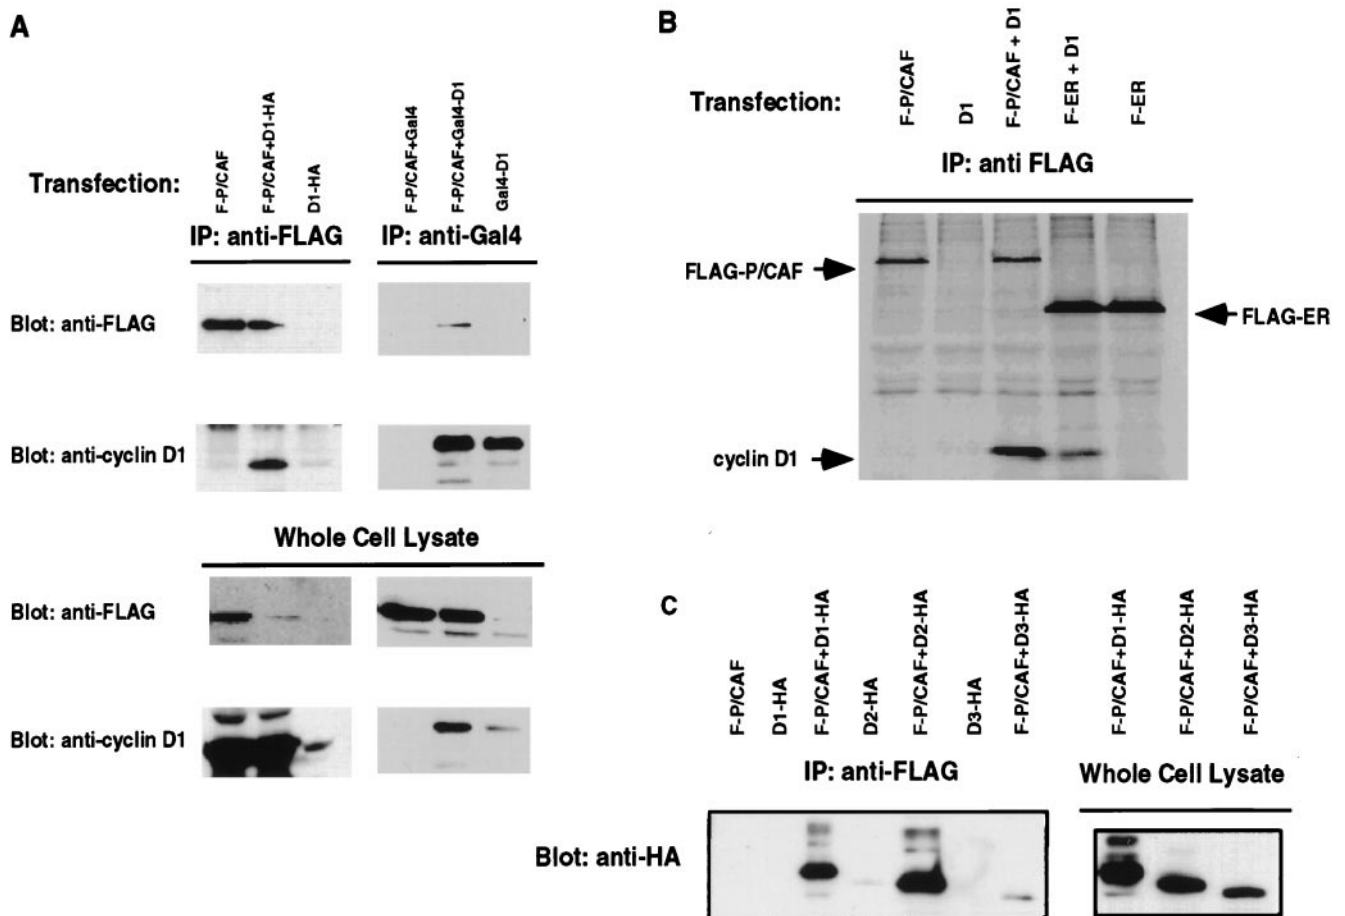 A
Transfection:
F-P/CAF
F-P/CAF+D1-HA
D1-HA
F-P/CAF+Gal4
F-P/CAF+Gal4-D1
Gal4-D1
IP: anti-FLAG
IP: anti-Gal4
Blot: anti-FLAG
Blot: anti-cyclin D1
Whole Cell Lysate
Blot: anti-FLAG
Blot: anti-cyclin D1
B
Transfection:
F-P/CAF
D1
F-P/CAF + D1
F-ER + D1
F-ER
IP: anti FLAG
FLAG-P/CAF
FLAG-ER
cyclin D1
C
F-P/CAF
D1-HA
F-P/CAF+D1-HA
D2-HA
F-P/CAF+D2-HA
D3-HA
F-P/CAF+D3-HA
F-P/CAF+D1-HA
F-P/CAF+D2-HA
F-P/CAF+D3-HA
IP: anti-FLAG
Whole Cell Lysate
Blot: anti-HA